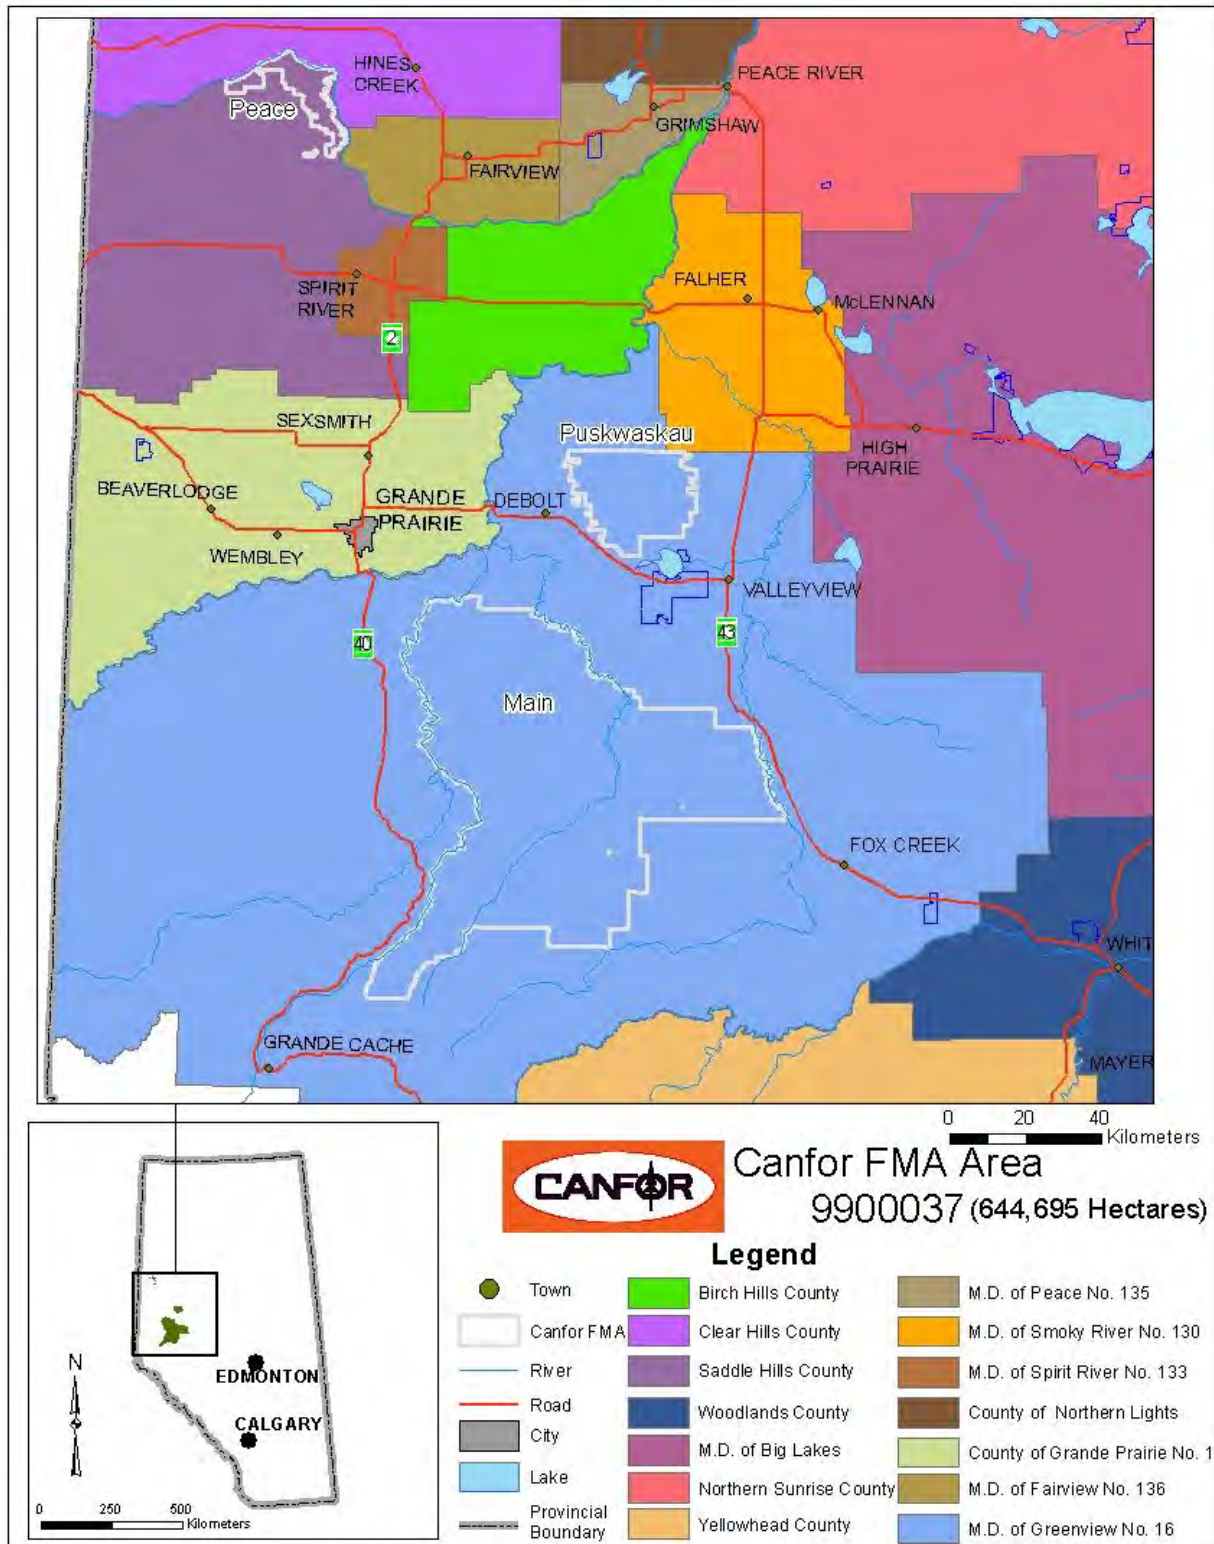 HINES
CREEK
PEACE RIVER
Peace
GRIMSHAW
FAIRVIEW
SPIRIT
RIVER
FALHER
McLENNAN
2
SEXSMITH
Puskwaskau
HIGH
PRAIRIE
BEAVERLODGE
GRANDE
PRAIRIE
DEBOLT
WEMBLEY
VALLEYVIEW
40
43
Main
FOX CREEK
WHIT
GRANDE CACHE
MAYER
0 20 40
Kilometers
CANFOR
Canfor FMA Area
9900037 (644,695 Hectares)
N
EDMONTON
CALGARY
0 250 500
Kilometers
Legend
Town
Canfor FMA
River
Road
City
Lake
Provincial
Boundary
Birch Hills County
Clear Hills County
Saddle Hills County
Woodlands County
M.D. of Big Lakes
Northern Sunrise County
Yellowhead County
M.D. of Peace No. 135
M.D. of Smoky River No. 130
M.D. of Spirit River No. 133
County of Northern Lights
County of Grande Prairie No. 1
M.D. of Fairview No. 136
M.D. of Greenview No. 16